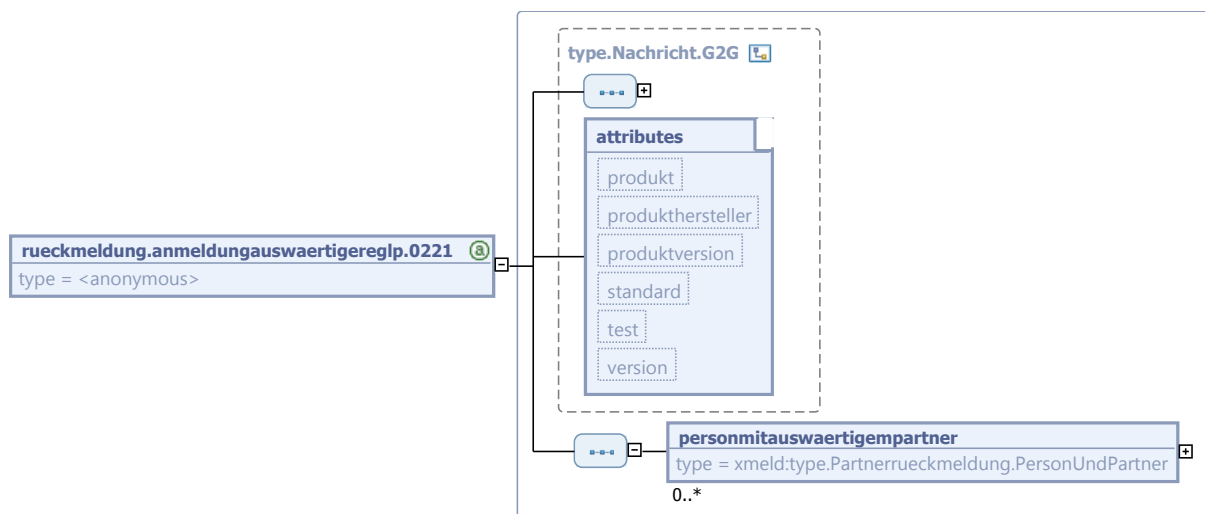 type.Nachricht.G2G
attributes
produkt
produkthersteller
produktversion
standard
test
version
rueckmeldung.anmeldungauswaertigereglp.0221
type = <anonymous>
personmitauswaertigempartner
type = xmeld:type.Partnerrueckmeldung.PersonUndPartner
0..*